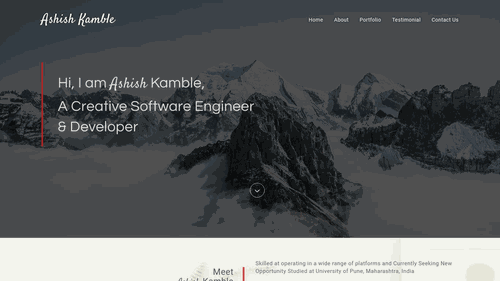 Ashish Kamble
Home About Portfolio Testimonial Contact Us
Hi, I am Ashish Kamble,
A Creative Software Engineer
& Developer
Meet
Ashish Kamble
Skilled at operating in a wide range of platforms and Currently Seeking New
Opportunity Studied at University of Pune, Maharashtra, India